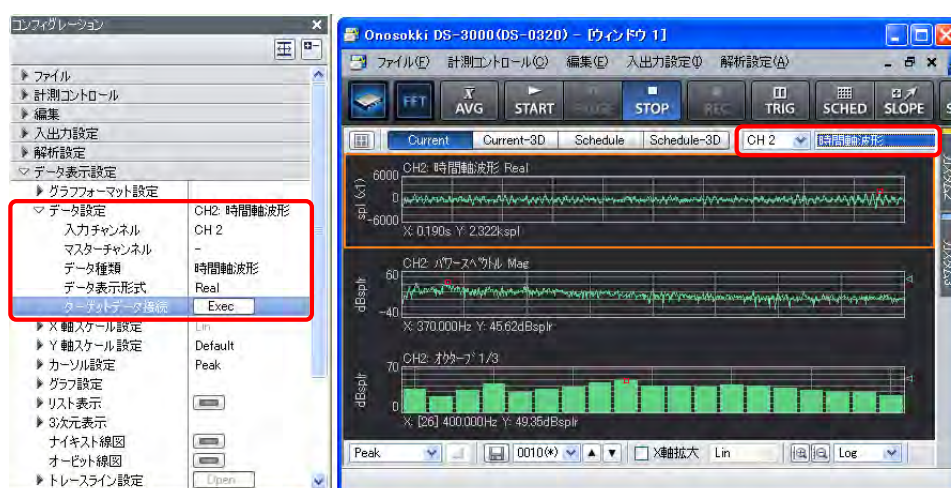 コンフィグレーション
ファイル
計測コントロール
編集
入出力設定
解析設定
データ表示設定
グラフフォーマット設定
データ設定 CH2: 時間軸波形
入力チャンネル CH 2
マスターチャンネル -
データ種類 時間軸波形
データ表示形式 Real
ターゲットデータ接続 Exec
X 軸スケール設定 Lin
Y 軸スケール設定 Default
カーソル設定 Peak
グラフ設定
リスト表示
3次元表示
ナイキスト線図
オービット線図
トレースライン設定 Open
Onosokki DS-3000(DS-0320) - [ウィンドウ 1]
ファイル(F) 計測コントロール(C) 編集(E) 入出力設定(I) 解析設定(A)
FFT AVG START PAUSE STOP REC TRIG SCHED SLOPE
Current Current-3D Schedule Schedule-3D CH 2 時間軸波形
CH2: 時間軸波形 Real
6000
spl (x1)
0
-6000
X: 0.190s Y: 2.322kspl
CH2: パワースペクトル Mag
60
dBsplr
-40
X: 370.000Hz Y: 45.62dBsplr
CH2: オクターブ 1/3
70
dBsplr
0
X: [26] 400.000Hz Y: 49.35dBsplr
Peak 0010(*) X軸拡大 Lin Log